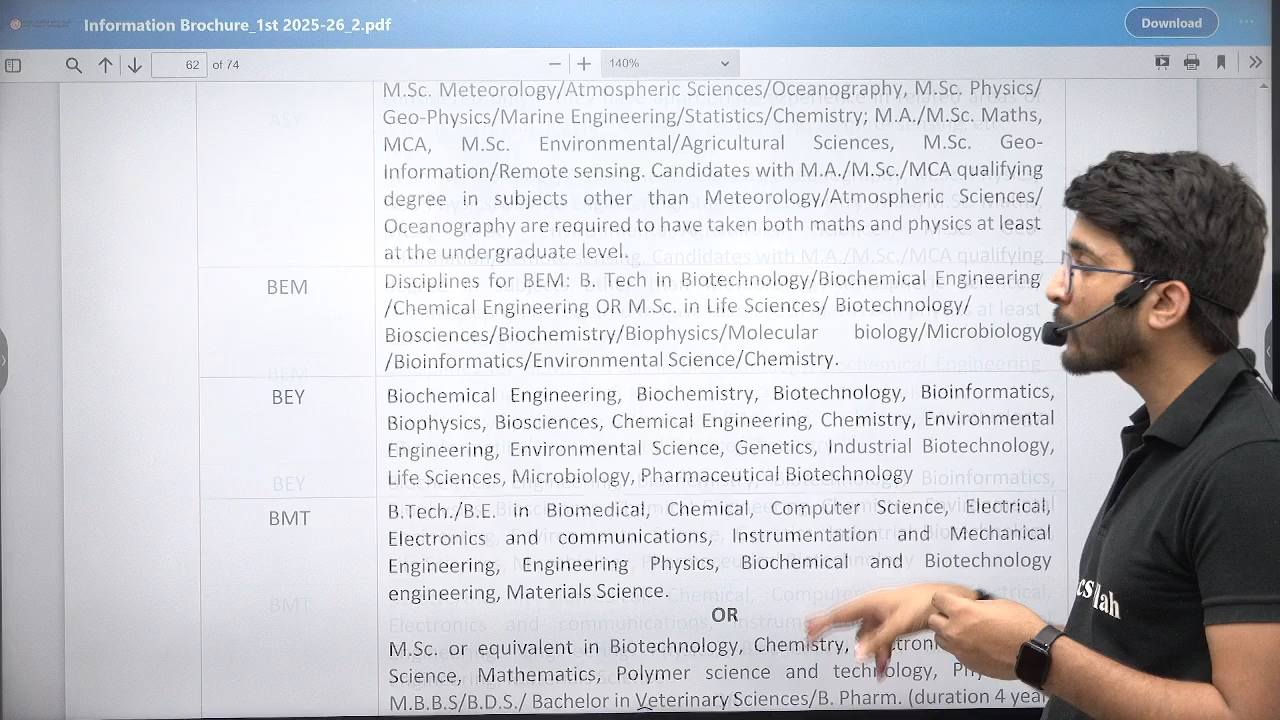 Information Brochure_1st 2025-26_2.pdf
Download
62 of 74
140%
M.Sc. Meteorology/Atmospheric Sciences/Oceanography, M.Sc. Physics/
Geo-Physics/Marine Engineering/Statistics/Chemistry; M.A./M.Sc. Maths,
MCA, M.Sc. Environmental/Agricultural Sciences, M.Sc. Geo-
Information/Remote sensing. Candidates with M.A./M.Sc./MCA qualifying
degree in subjects other than Meteorology/Atmospheric Sciences/
Oceanography are required to have taken both maths and physics at least
at the undergraduate level.
BEM
Disciplines for BEM: B. Tech in Biotechnology/Biochemical Engineering
/Chemical Engineering OR M.Sc. in Life Sciences/ Biotechnology/
Biosciences/Biochemistry/Biophysics/Molecular biology/Microbiology
/Bioinformatics/Environmental Science/Chemistry.
BEY
Biochemical Engineering, Biochemistry, Biotechnology, Bioinformatics,
Biophysics, Biosciences, Chemical Engineering, Chemistry, Environmental
Engineering, Environmental Science, Genetics, Industrial Biotechnology,
Life Sciences, Microbiology, Pharmaceutical Biotechnology
BMT
B.Tech./B.E. in Biomedical, Chemical, Computer Science, Electrical,
Electronics and communications, Instrumentation and Mechanical
Engineering, Engineering Physics, Biochemical and Biotechnology
engineering, Materials Science.
OR
M.Sc. or equivalent in Biotechnology, Chemistry,
Science, Mathematics, Polymer science and technology,
M.B.B.S/B.D.S./ Bachelor in Veterinary Sciences/B. Pharm. (duration 4 year